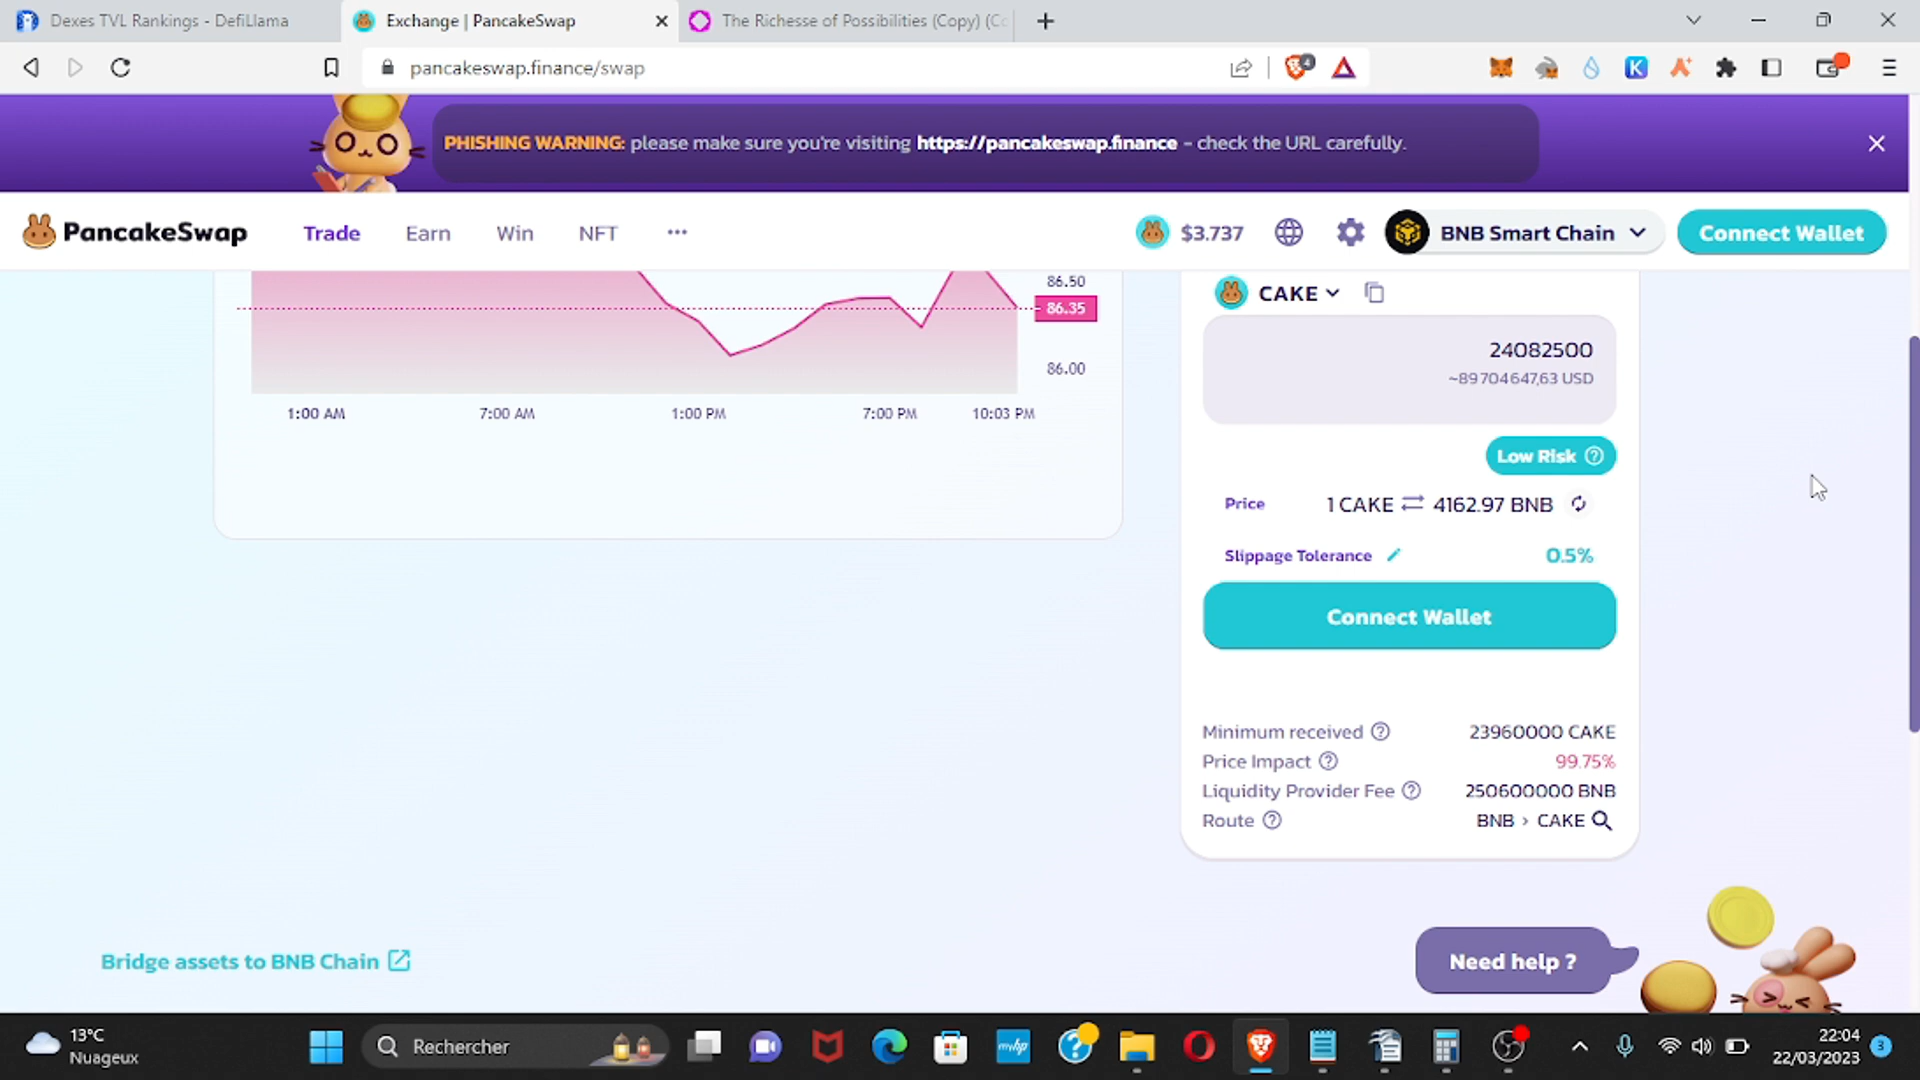 Dexes TVL Rankings - DefiLlama
Exchange | PancakeSwap
The Richesse of Possibilities (Copy) (Cc
pancakeswap.finance/swap
4
PHISHING WARNING: please make sure you're visiting https://pancakeswap.finance - check the URL carefully.
PancakeSwap
Trade
Earn
Win
NFT
$3.737
BNB Smart Chain
Connect Wallet
86.50
86.35
86.00
1:00 AM
7:00 AM
1:00 PM
7:00 PM
10:03 PM
CAKE
24082500
~89704647,63 USD
Low Risk
Price
1 CAKE ⇄ 4162.97 BNB
Slippage Tolerance
0.5%
Connect Wallet
Minimum received
23960000 CAKE
Price Impact
99.75%
Liquidity Provider Fee
250600000 BNB
Route
BNB > CAKE
Bridge assets to BNB Chain
Need help ?
13°C
Nuageux
Rechercher
myhp
22:04
22/03/2023
3